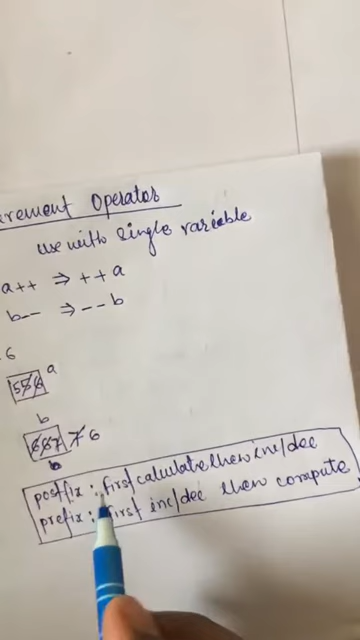 rement Operator
use with single variable
a++ ⇒ ++a
b-- ⇒ --b
6
a
b
7 6
b
postfix : first calculate then inc/dec
prefix : first inc/dec then compute